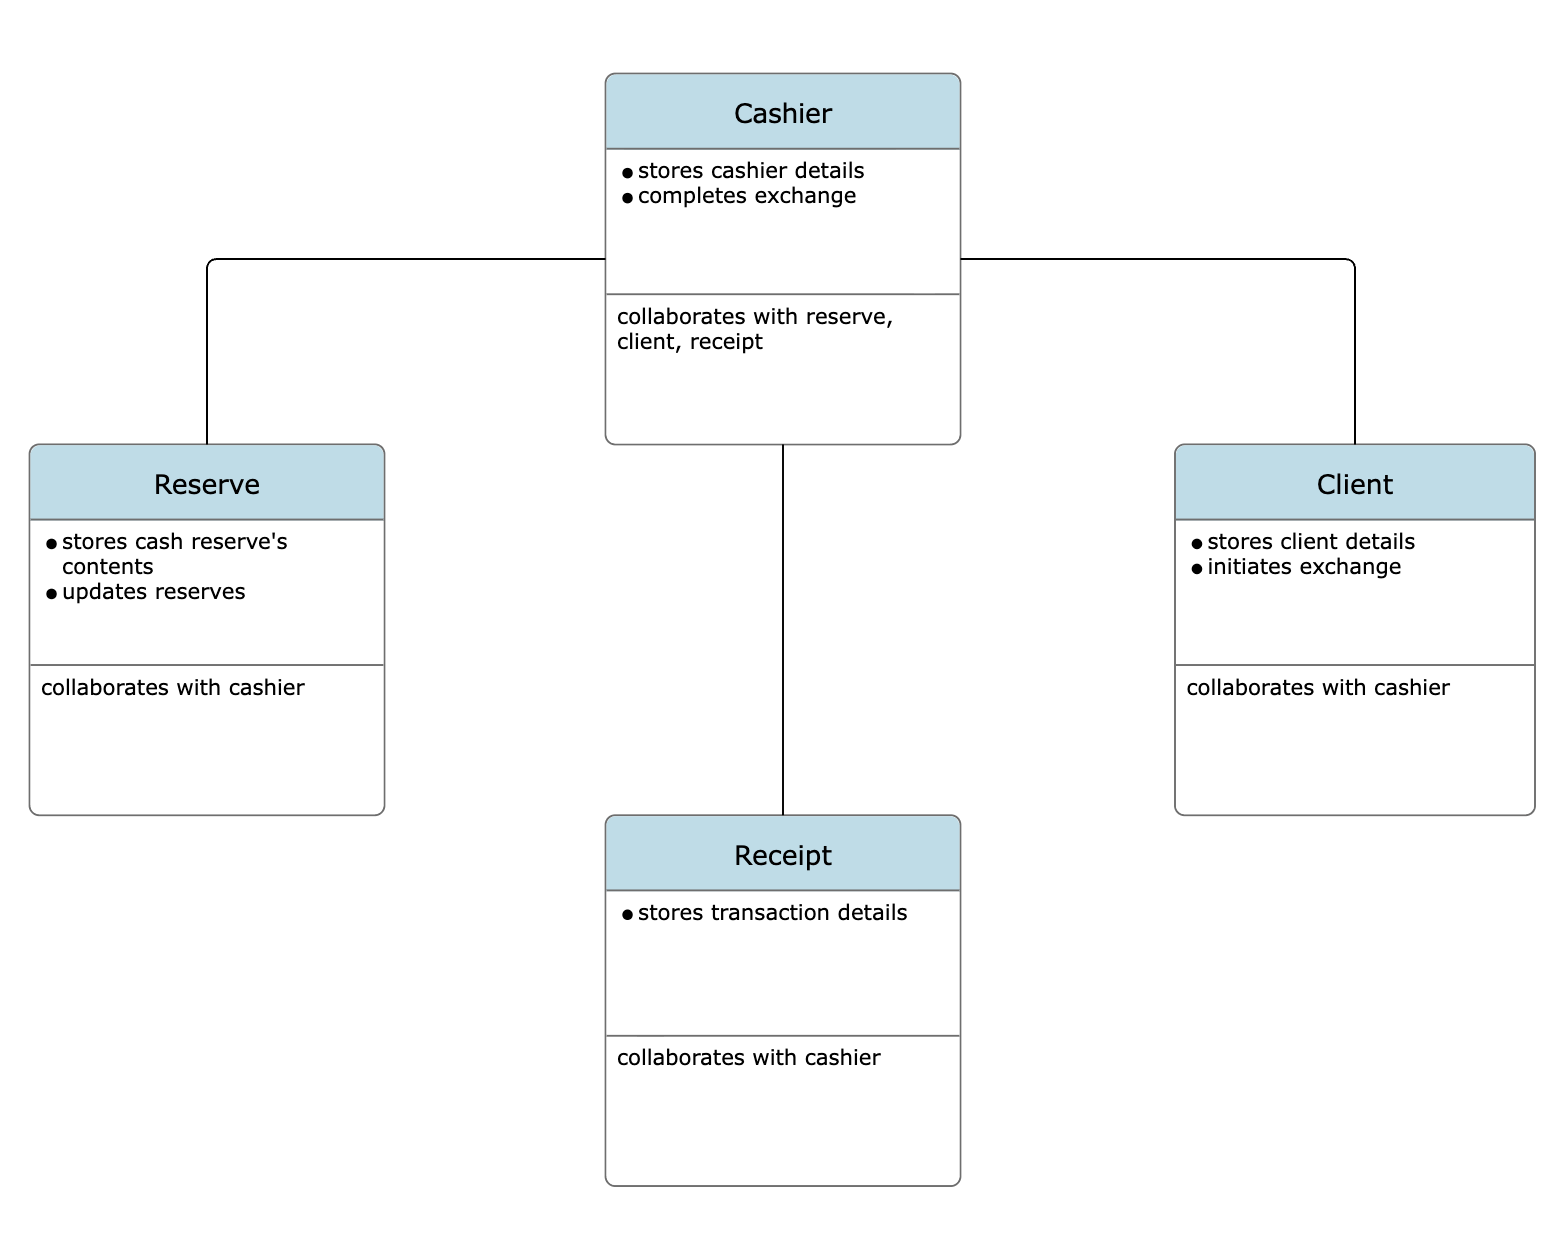 Cashier
• stores cashier details
• completes exchange
collaborates with reserve,
client, receipt
Reserve
• stores cash reserve's
contents
• updates reserves
collaborates with cashier
Client
• stores client details
• initiates exchange
collaborates with cashier
Receipt
• stores transaction details
collaborates with cashier